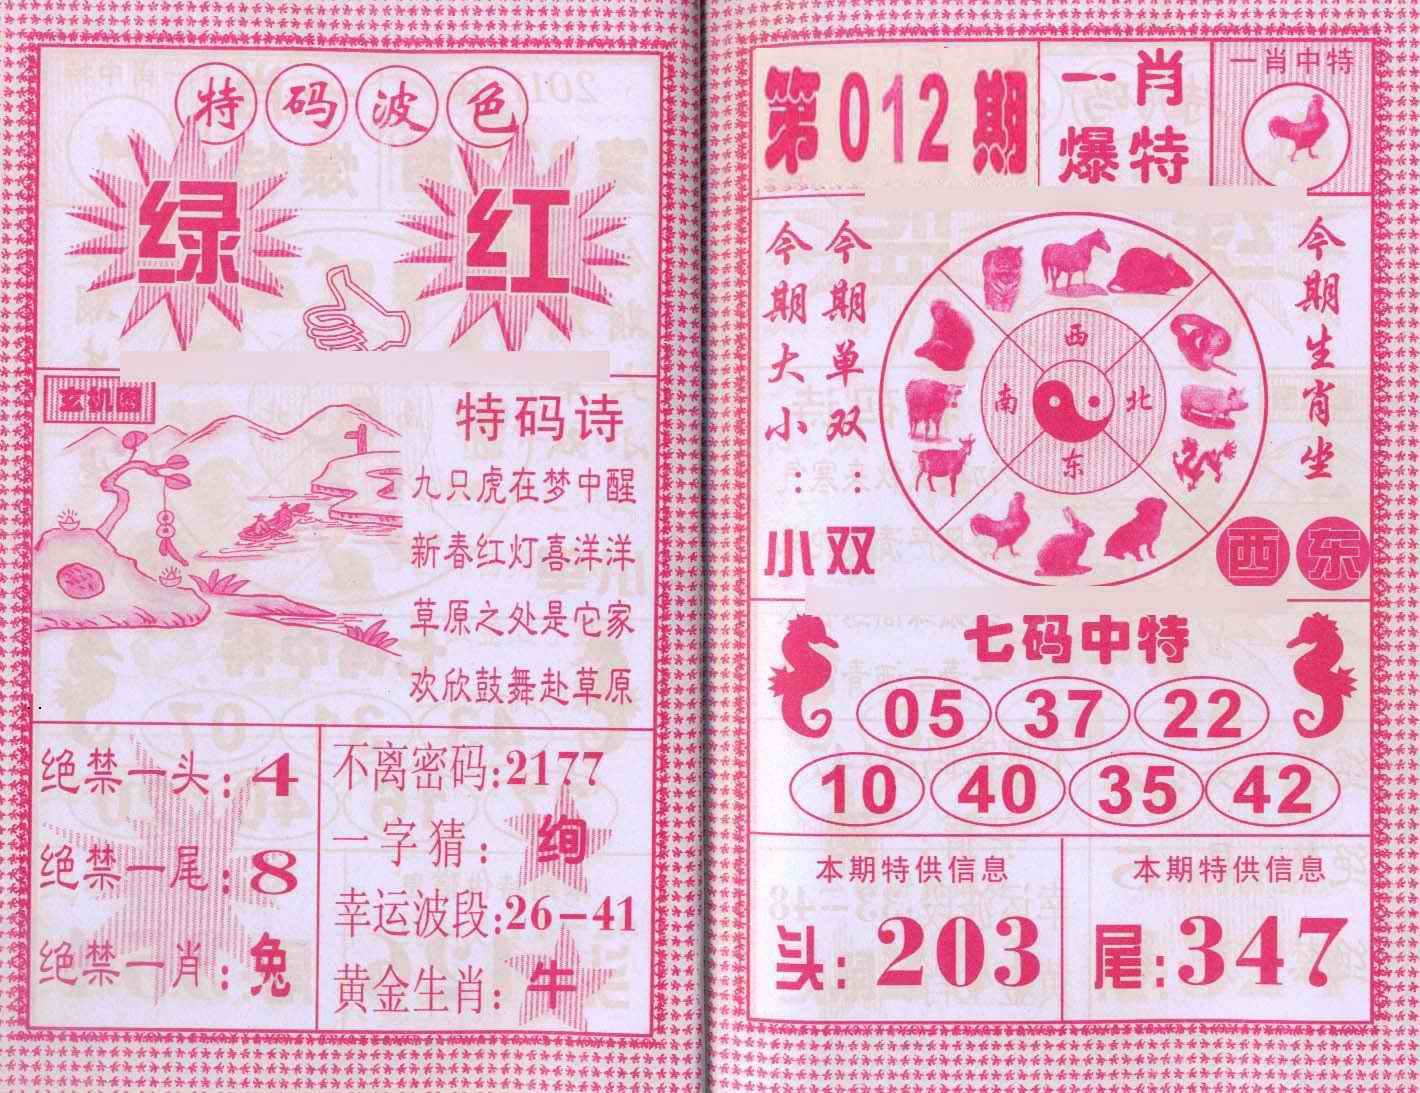 特码波色
绿 红
玄机图
特码诗
九只虎在梦中醒
新春红灯喜洋洋
草原之处是它家
欢欣鼓舞赴草原
绝禁一头:4
绝禁一尾:8
绝禁一肖:兔
不离密码:2177
一字猜:绚
幸运波段:26-41
黄金生肖:牛
第012期
一肖
爆特
一肖中特
今期大小:小
今期单双:双
西
南 北
东
今期生肖坐
西东
七码中特
05 37 22
10 40 35 42
本期特供信息
头:203
本期特供信息
尾:347